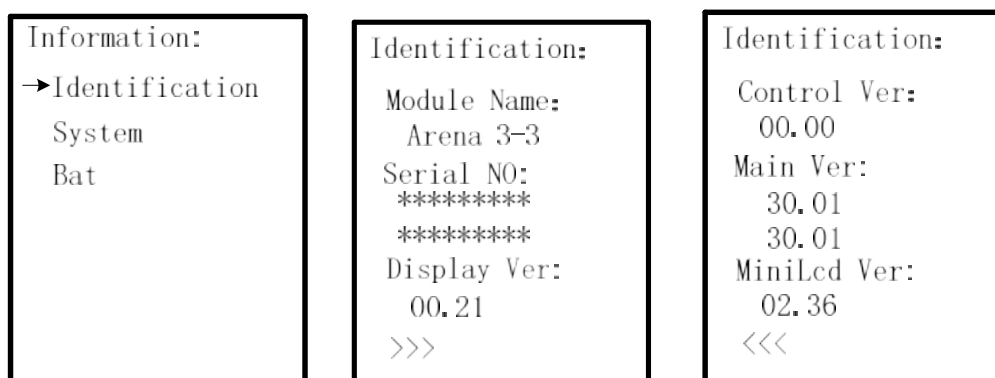 Information:
→Identification
System
Bat
Identification:
Module Name:
Arena 3-3
Serial NO:
*********
*********
Display Ver:
00.21
>>>
Identification:
Control Ver:
00.00
Main Ver:
30.01
30.01
MiniLcd Ver:
02.36
<<<